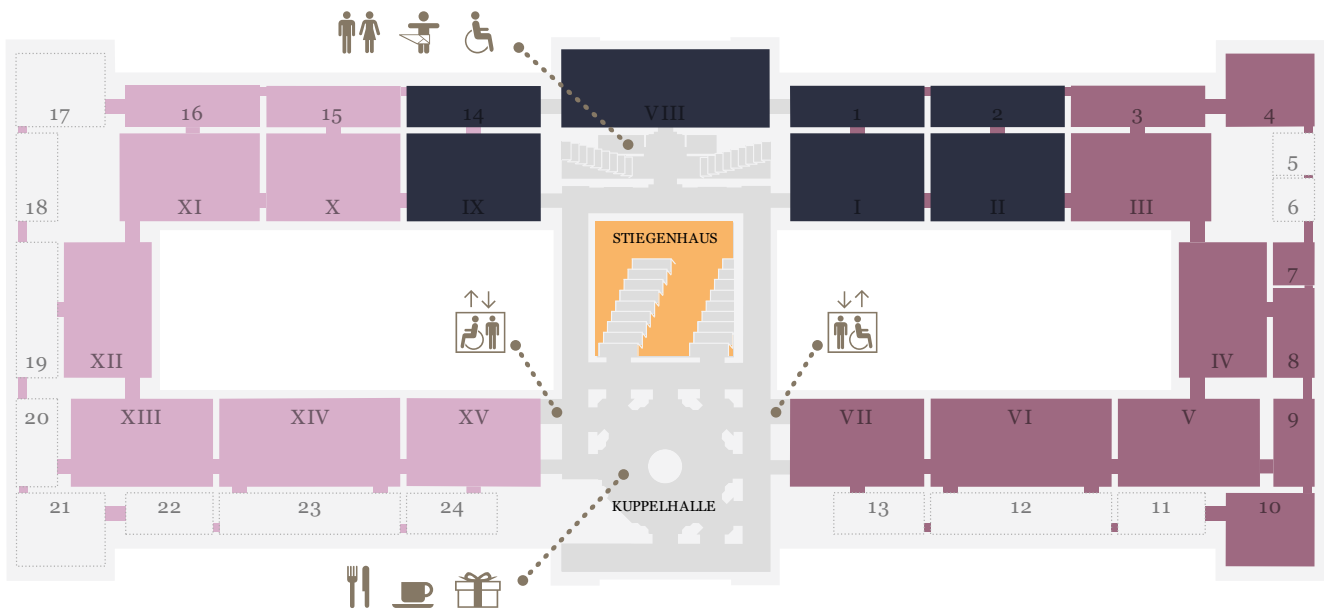 17 16 15 14 VIII 1 2 3 4
5
18 XI X IX I II III 6
STIEGENHAUS
7
19 XII IV 8
20 XIII XIV XV VII VI V 9
21 22 23 24 KUPPELHALLE 13 12 11 10